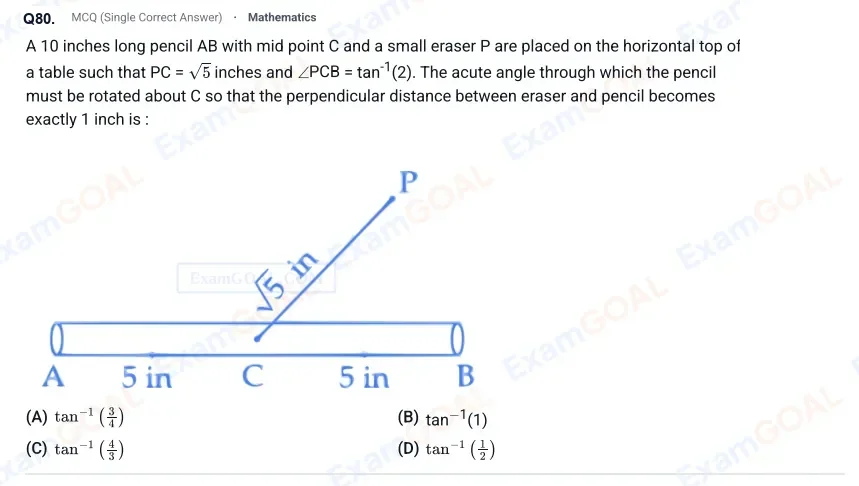 Q80. MCQ (Single Correct Answer) · Mathematics
A 10 inches long pencil AB with mid point C and a small eraser P are placed on the horizontal top of
a table such that PC = √5 inches and ∠PCB = tan⁻¹(2). The acute angle through which the pencil
must be rotated about C so that the perpendicular distance between eraser and pencil becomes
exactly 1 inch is :
P
√5 in
A 5 in C 5 in B
(A) tan⁻¹ (3/4) (B) tan⁻¹(1)
(C) tan⁻¹ (4/3) (D) tan⁻¹ (1/2)
ExamGOAL